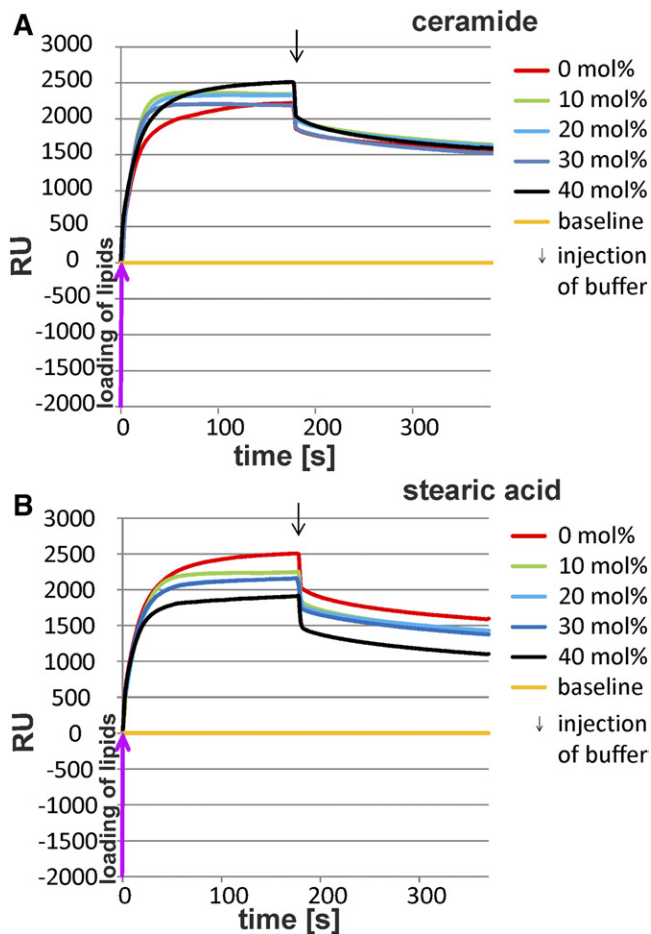 A
ceramide
3000
2500
2000
1500
1000
500
0
-500
-1000
-1500
-2000
RU
loading of lipids
0 100 200 300
time [s]
0 mol%
10 mol%
20 mol%
30 mol%
40 mol%
baseline
↓ injection
of buffer
B
stearic acid
3000
2500
2000
1500
1000
500
0
-500
-1000
-1500
-2000
RU
loading of lipids
0 100 200 300
time [s]
0 mol%
10 mol%
20 mol%
30 mol%
40 mol%
baseline
↓ injection
of buffer